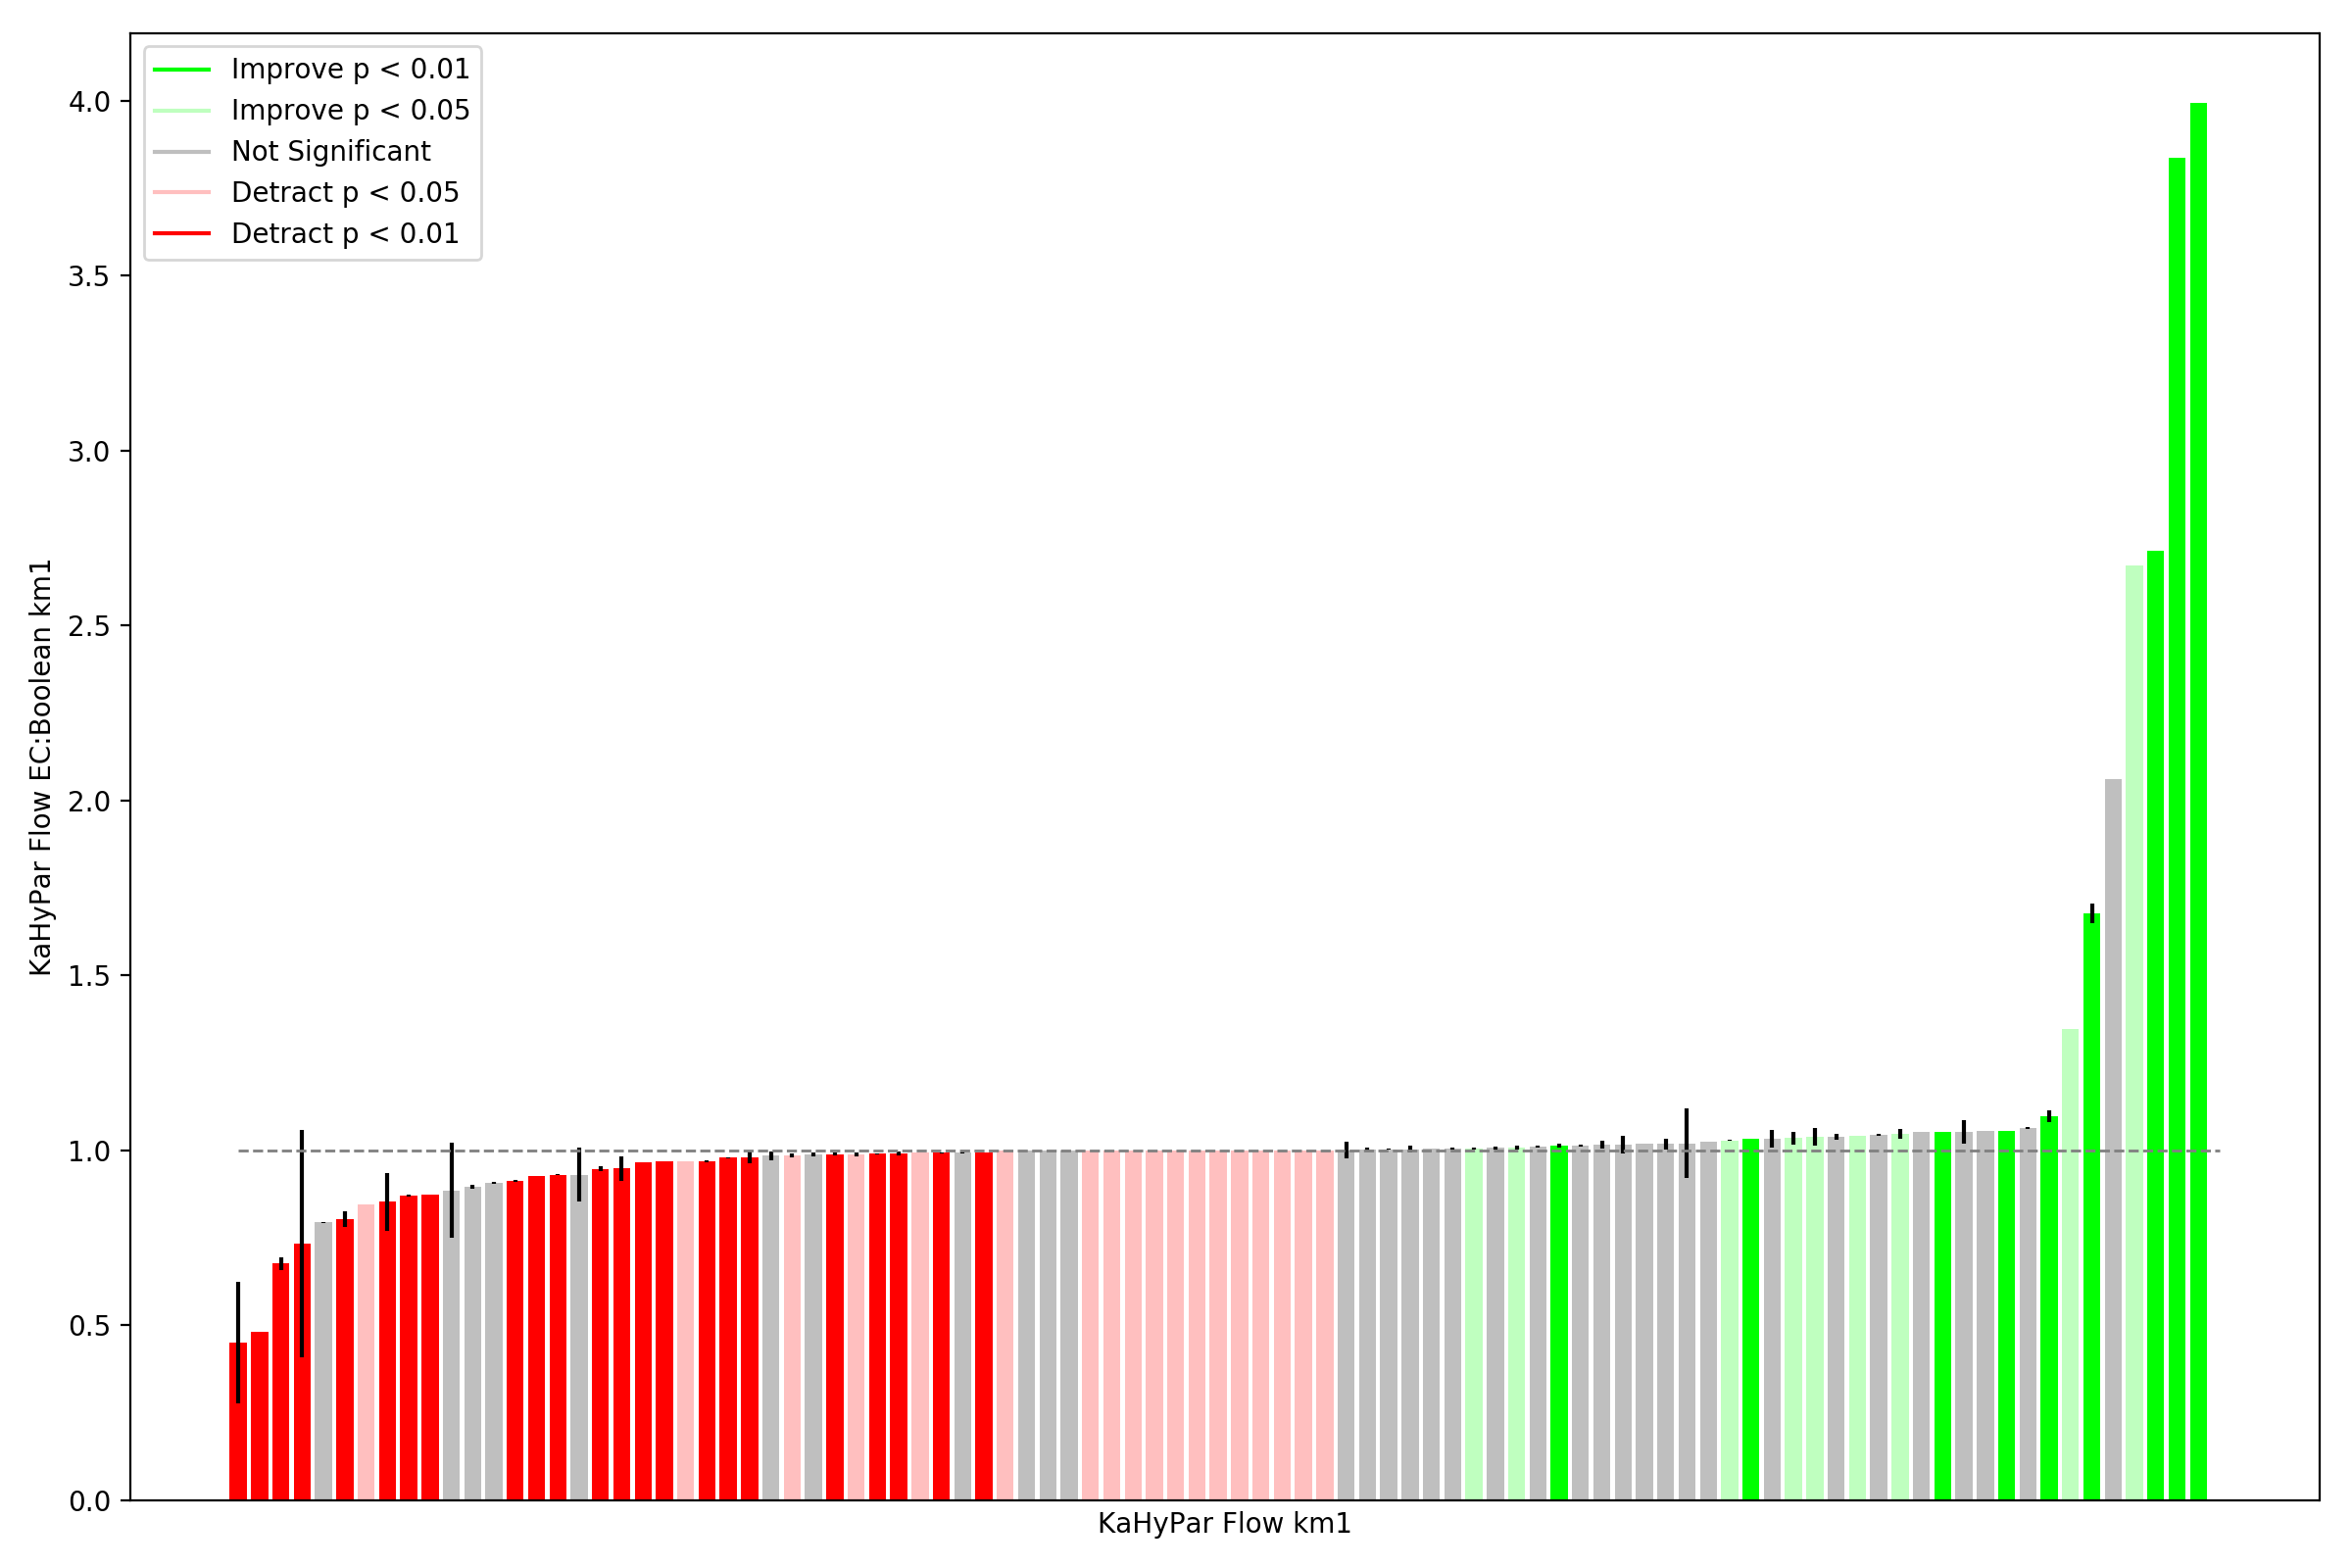 Improve p < 0.01
Improve p < 0.05
Not Significant
Detract p < 0.05
Detract p < 0.01
4.0
3.5
3.0
2.5
2.0
1.5
1.0
0.5
0.0
KaHyPar Flow EC:Boolean km1
KaHyPar Flow km1